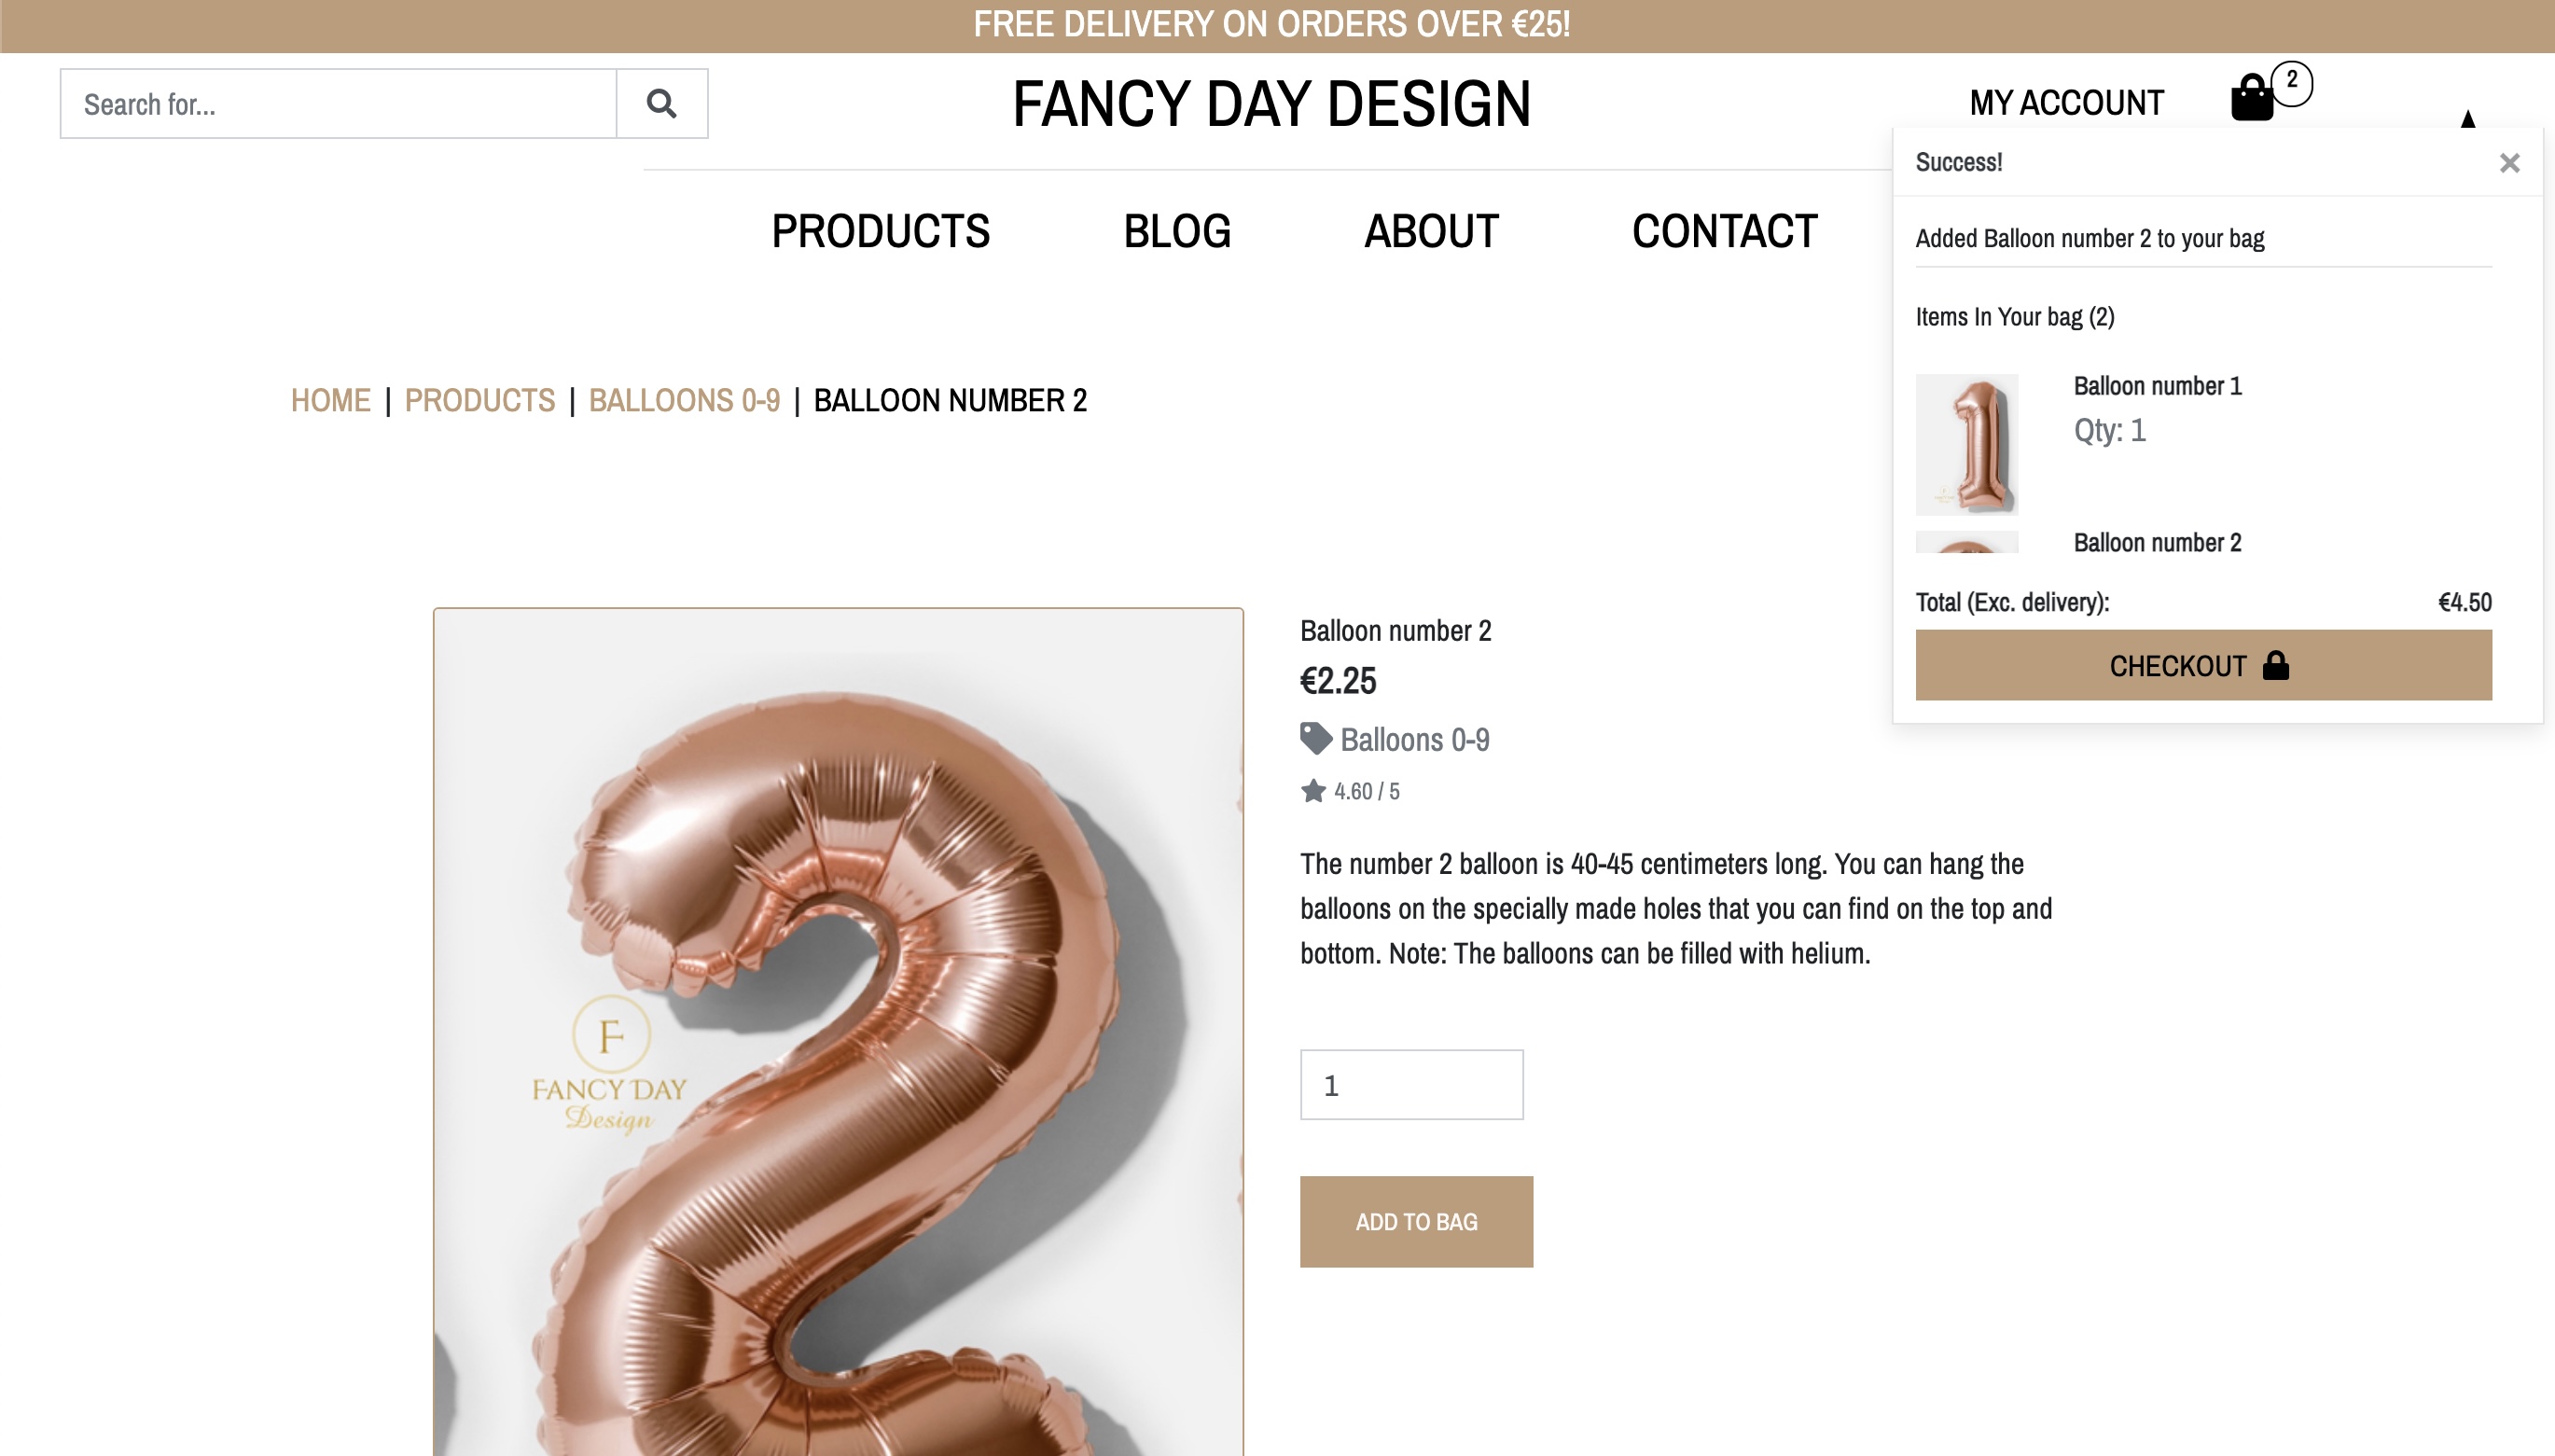 FREE DELIVERY ON ORDERS OVER €25!
Search for...
FANCY DAY DESIGN
MY ACCOUNT
2
PRODUCTS
BLOG
ABOUT
CONTACT
Success!
×
Added Balloon number 2 to your bag
Items In Your bag (2)
Balloon number 1
Qty: 1
Balloon number 2
Total (Exc. delivery): €4.50
CHECKOUT
HOME | PRODUCTS | BALLOONS 0-9 | BALLOON NUMBER 2
F
FANCY DAY
Design
Balloon number 2
€2.25
Balloons 0-9
4.60 / 5
The number 2 balloon is 40-45 centimeters long. You can hang the
balloons on the specially made holes that you can find on the top and
bottom. Note: The balloons can be filled with helium.
1
ADD TO BAG